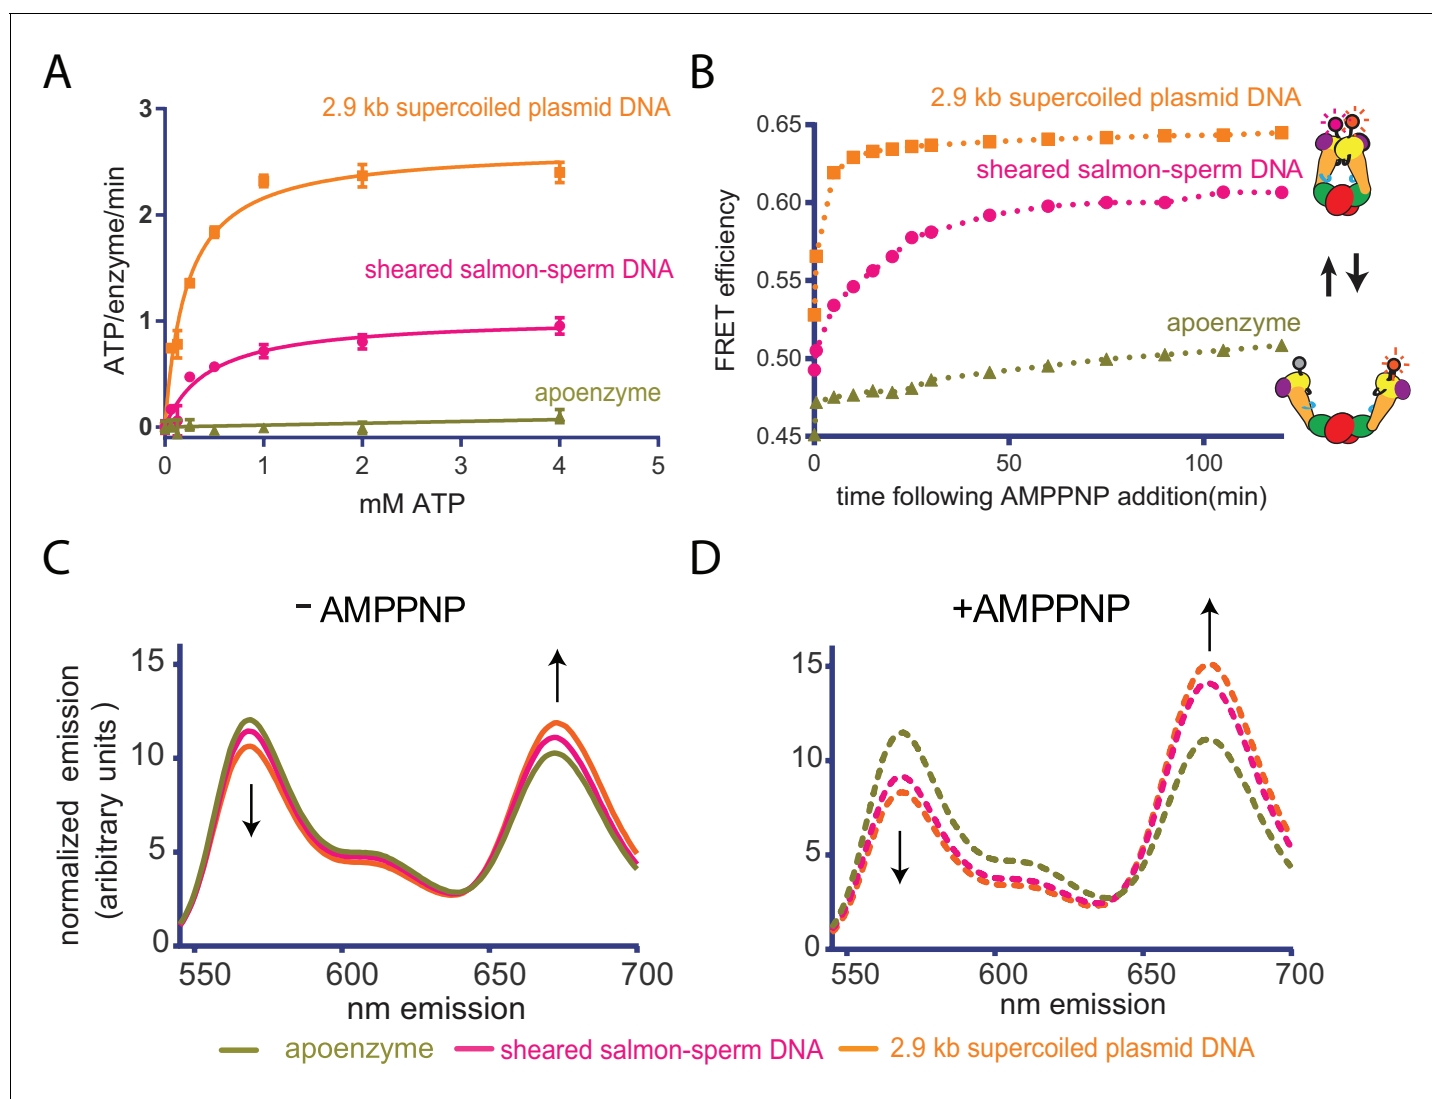 A
3
2
1
0
ATP/enzyme/min
2.9 kb supercoiled plasmid DNA
sheared salmon-sperm DNA
apoenzyme
0 1 2 3 4 5
mM ATP
B
0.65
0.60
0.55
0.50
0.45
FRET efficiency
2.9 kb supercoiled plasmid DNA
sheared salmon-sperm DNA
apoenzyme
0 50 100
time following AMPPNP addition(min)
C
- AMPPNP
15
10
5
0
normalized emission
(aribitrary units )
550 600 650 700
nm emission
D
+AMPPNP
15
10
5
0
550 600 650 700
nm emission
apoenzyme sheared salmon-sperm DNA 2.9 kb supercoiled plasmid DNA